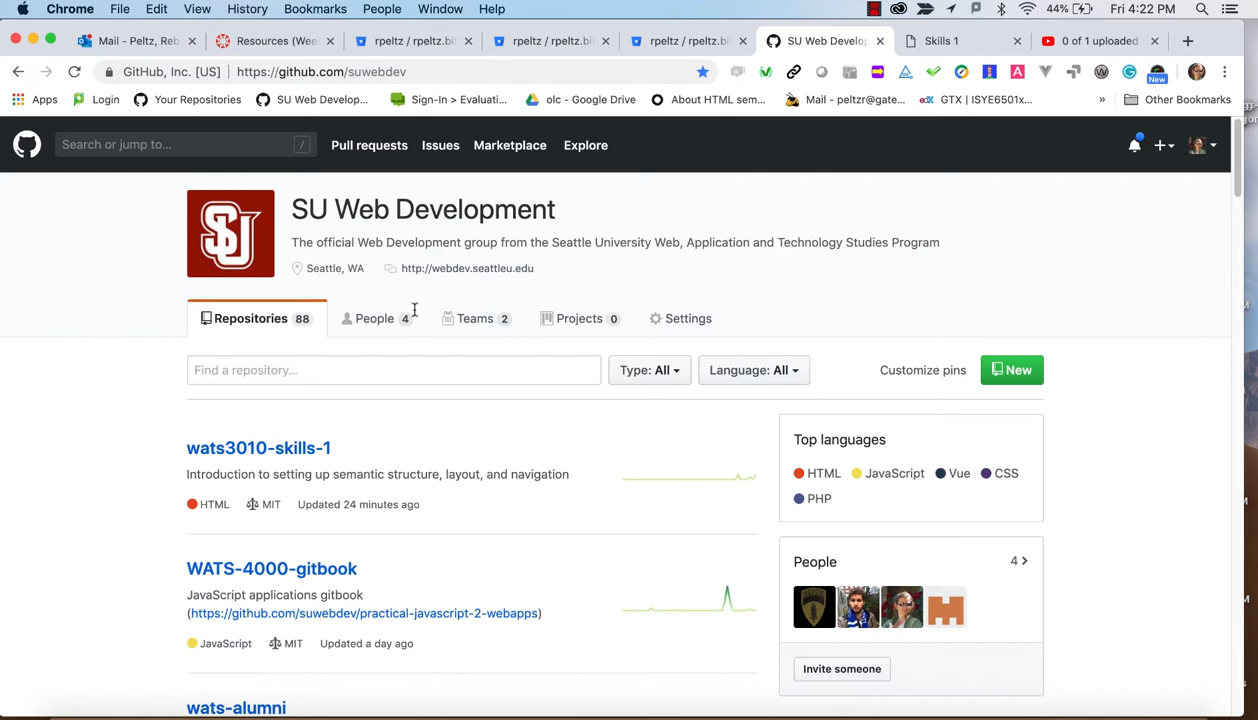 Chrome File Edit View History Bookmarks People Window Help 44% Fri 4:22 PM
Mail - Peltz, Reb Resources (Wee rpeltz / rpeltz.bit rpeltz / rpeltz.bi rpeltz / rpeltz.bi SU Web Develop Skills 1 0 of 1 uploaded
GitHub, Inc. [US] https://github.com/suwebdev New
Apps Login Your Repositories SU Web Develop... Sign-In > Evaluati... olc - Google Drive About HTML sem... Mail - peltzr@gate... GTX | ISYE6501x... » Other Bookmarks
Search or jump to... / Pull requests Issues Marketplace Explore
SU Web Development
The official Web Development group from the Seattle University Web, Application and Technology Studies Program
Seattle, WA http://webdev.seattleu.edu
Repositories 88 People 4 Teams 2 Projects 0 Settings
Find a repository... Type: All Language: All Customize pins New
wats3010-skills-1
Introduction to setting up semantic structure, layout, and navigation
HTML MIT Updated 24 minutes ago
Top languages
HTML JavaScript Vue CSS
PHP
WATS-4000-gitbook
JavaScript applications gitbook
(https://github.com/suwebdev/practical-javascript-2-webapps)
JavaScript MIT Updated a day ago
People 4
Invite someone
wats-alumni